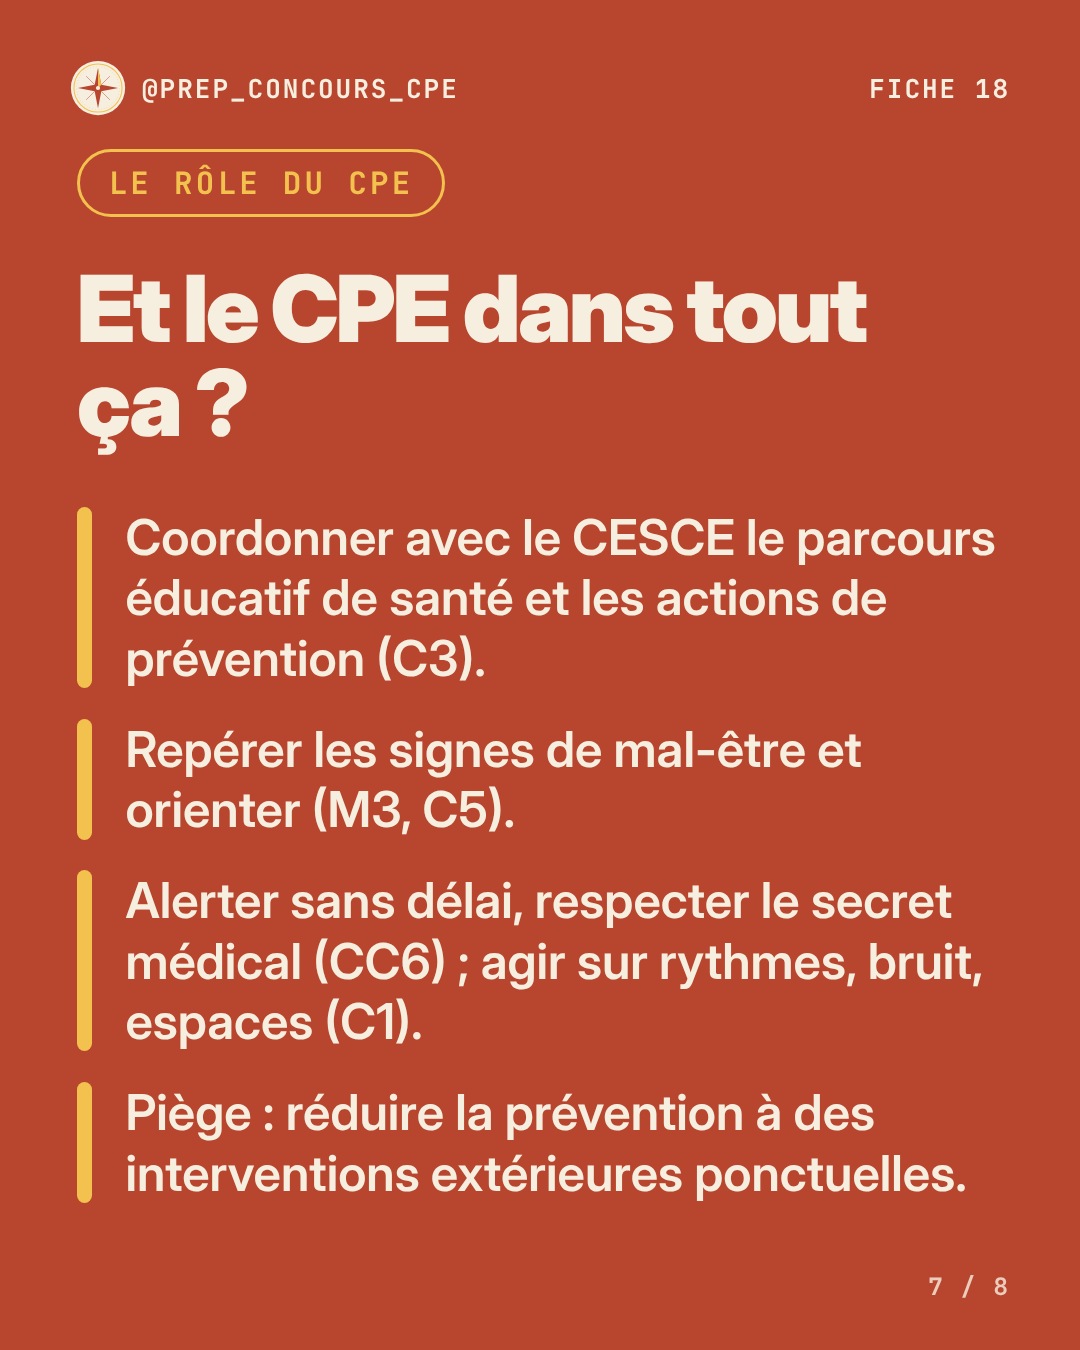 @PREP_CONCOURS_CPE
FICHE 18
LE RÔLE DU CPE
Et le CPE dans tout
ça ?
Coordonner avec le CESCE le parcours
éducatif de santé et les actions de
prévention (C3).
Repérer les signes de mal-être et
orienter (M3, C5).
Alerter sans délai, respecter le secret
médical (CC6) ; agir sur rythmes, bruit,
espaces (C1).
Piège : réduire la prévention à des
interventions extérieures ponctuelles.
7 / 8